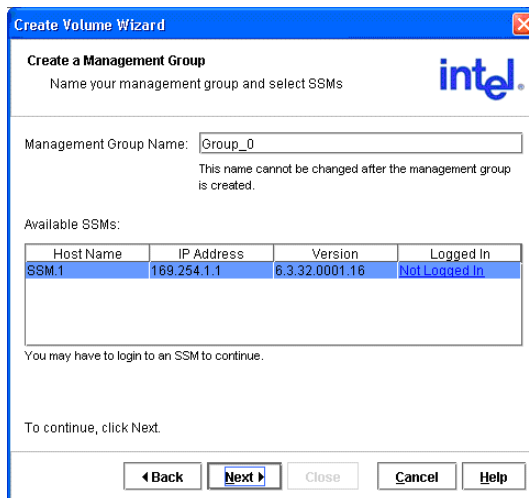 Create Volume Wizard
Create a Management Group
Name your management group and select SSMs
intel.
Management Group Name: Group_0
This name cannot be changed after the management group
is created.
Available SSMs:
Host Name IP Address Version Logged In
SSM.1 169.254.1.1 6.3.32.0001.16 Not Logged In
You may have to login to an SSM to continue.
To continue, click Next.
Back Next Close Cancel Help